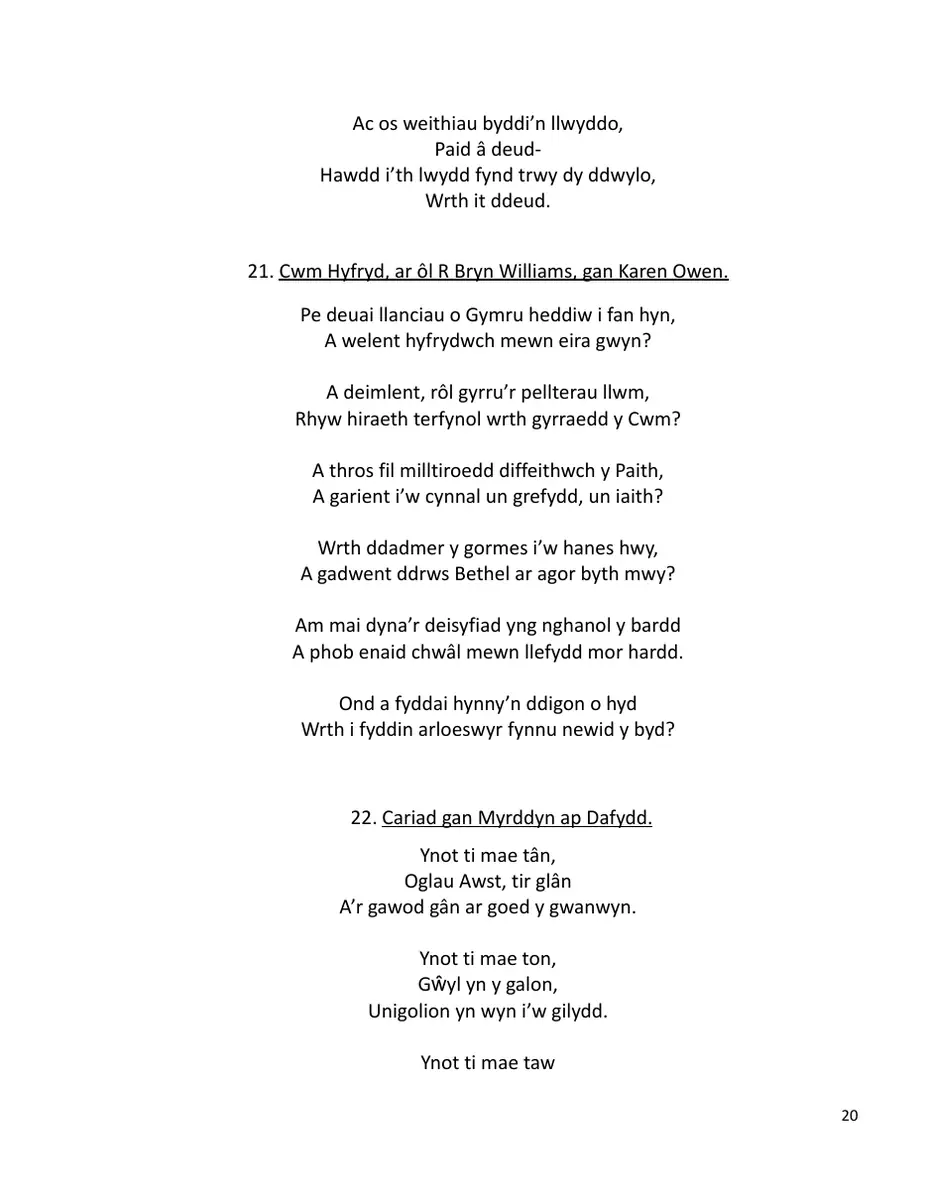 Ac os weithiau byddi’n llwyddo,
Paid â deud-
Hawdd i’th lwydd fynd trwy dy ddwylo,
Wrth it ddeud.
21. Cwm Hyfryd, ar ôl R Bryn Williams, gan Karen Owen.
Pe deuai llanciau o Gymru heddiw i fan hyn,
A welent hyfrydwch mewn eira gwyn?
A deimlent, rôl gyrru’r pellterau llwm,
Rhyw hiraeth terfynol wrth gyrraedd y Cwm?
A thros fil milltiroedd diffeithwch y Paith,
A garient i’w cynnal un grefydd, un iaith?
Wrth ddadmer y gormes i’w hanes hwy,
A gadwent ddrws Bethel ar agor byth mwy?
Am mai dyna’r deisyfiad yng nghanol y bardd
A phob enaid chwâl mewn llefydd mor hardd.
Ond a fyddai hynny’n ddigon o hyd
Wrth i fyddin arloeswyr fynnu newid y byd?
22. Cariad gan Myrddyn ap Dafydd.
Ynot ti mae tân,
Oglau Awst, tir glân
A’r gawod gân ar goed y gwanwyn.
Ynot ti mae ton,
Gŵyl yn y galon,
Unigolion yn wyn i’w gilydd.
Ynot ti mae taw
20